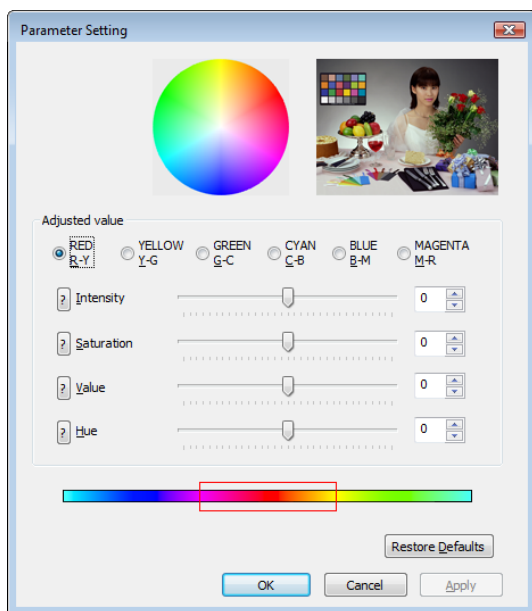 Parameter Setting
Adjusted value
RED YELLOW GREEN CYAN BLUE MAGENTA
R-Y Y-G G-C C-B B-M M-R
? Intensity 0
? Saturation 0
? Value 0
? Hue 0
Restore Defaults
OK Cancel Apply